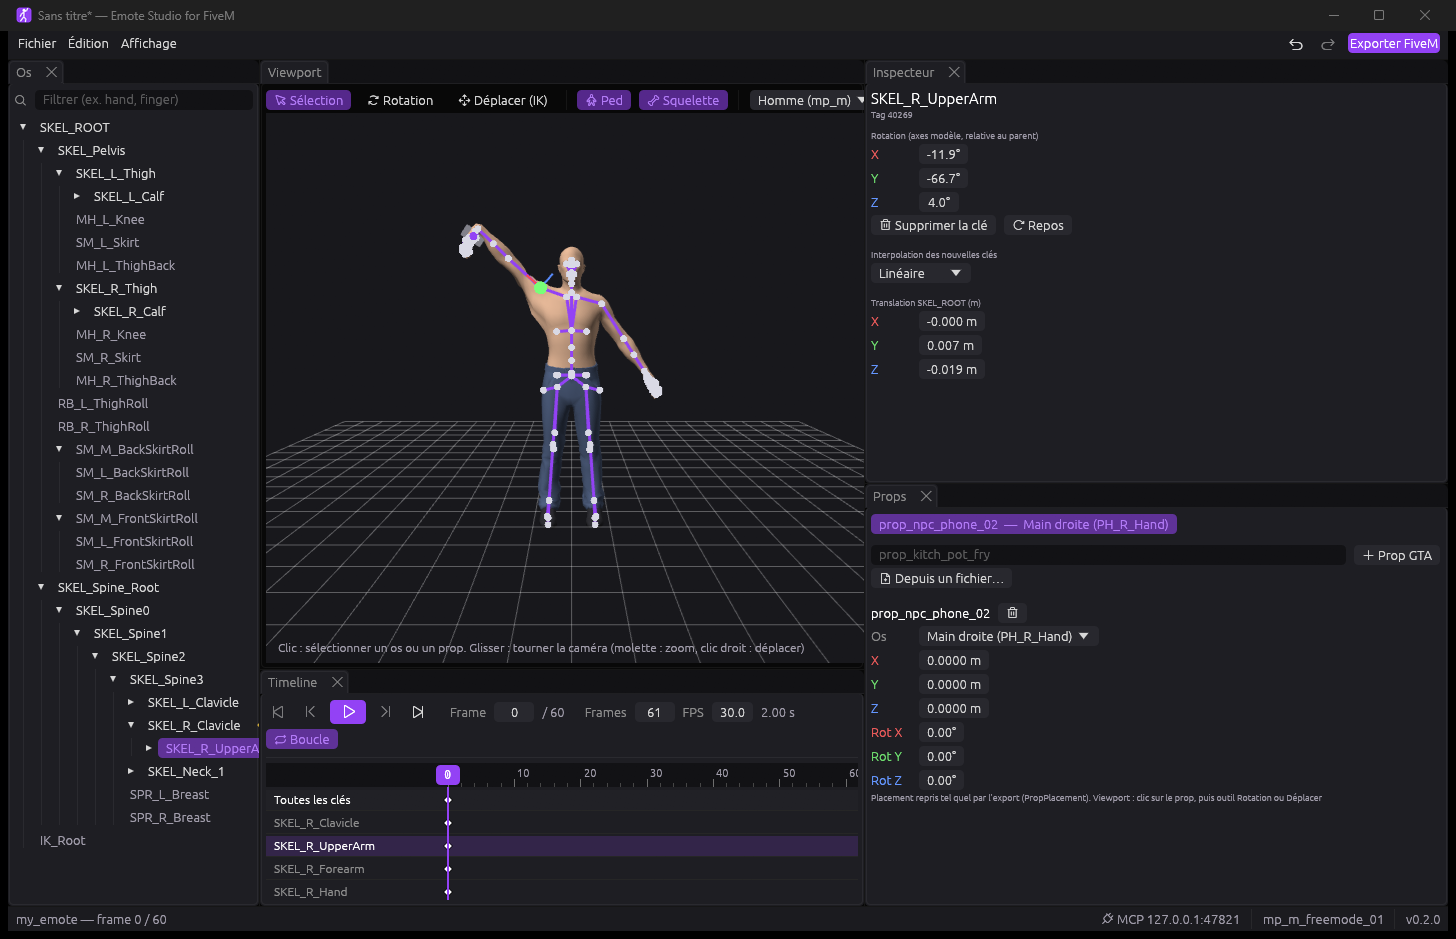 Sans titre* — Emote Studio for FiveM
Fichier Édition Affichage
Exporter FiveM
Os
Filtrer (ex. hand, finger)
SKEL_ROOT
SKEL_Pelvis
SKEL_L_Thigh
SKEL_L_Calf
MH_L_Knee
SM_L_Skirt
MH_L_ThighBack
SKEL_R_Thigh
SKEL_R_Calf
MH_R_Knee
SM_R_Skirt
MH_R_ThighBack
RB_L_ThighRoll
RB_R_ThighRoll
SM_M_BackSkirtRoll
SM_L_BackSkirtRoll
SM_R_BackSkirtRoll
SM_M_FrontSkirtRoll
SM_L_FrontSkirtRoll
SM_R_FrontSkirtRoll
SKEL_Spine_Root
SKEL_Spine0
SKEL_Spine1
SKEL_Spine2
SKEL_Spine3
SKEL_L_Clavicle
SKEL_R_Clavicle
SKEL_R_UpperA
SKEL_Neck_1
SPR_L_Breast
SPR_R_Breast
IK_Root
Viewport
Sélection Rotation Déplacer (IK) Ped Squelette Homme (mp_m)
Clic : sélectionner un os ou un prop. Glisser : tourner la caméra (molette : zoom, clic droit : déplacer)
Timeline
Frame 0 / 60 Frames 61 FPS 30.0 2.00 s
Boucle
0 10 20 30 40 50 60
Toutes les clés
SKEL_R_Clavicle
SKEL_R_UpperArm
SKEL_R_Forearm
SKEL_R_Hand
Inspecteur
SKEL_R_UpperArm
Tag 40269
Rotation (axes modèle, relative au parent)
X -11.9°
Y -66.7°
Z 4.0°
Supprimer la clé Repos
Interpolation des nouvelles clés
Linéaire
Translation SKEL_ROOT (m)
X -0.000 m
Y 0.007 m
Z -0.019 m
Props
prop_npc_phone_02 — Main droite (PH_R_Hand)
prop_kitch_pot_fry + Prop GTA
Depuis un fichier…
prop_npc_phone_02
Os Main droite (PH_R_Hand)
X 0.0000 m
Y 0.0000 m
Z 0.0000 m
Rot X 0.00°
Rot Y 0.00°
Rot Z 0.00°
Placement repris tel quel par l'export (PropPlacement). Viewport : clic sur le prop, puis outil Rotation ou Déplacer
my_emote — frame 0 / 60
MCP 127.0.0.1:47821 mp_m_freemode_01 v0.2.0